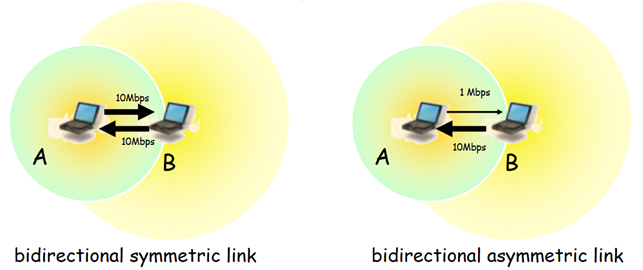 10Mbps
10Mbps
A
B
bidirectional symmetric link
1 Mbps
10Mbps
A
B
bidirectional asymmetric link